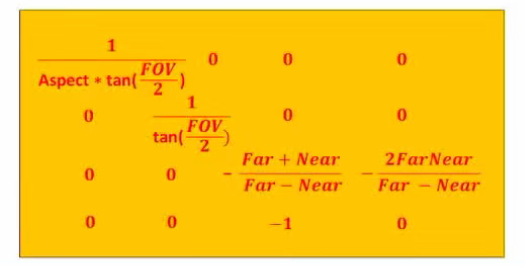 1/(Aspect * tan(FOV/2)) 0 0 0
0 1/tan(FOV/2) 0 0
0 0 -(Far + Near)/(Far - Near) -(2FarNear)/(Far - Near)
0 0 -1 0